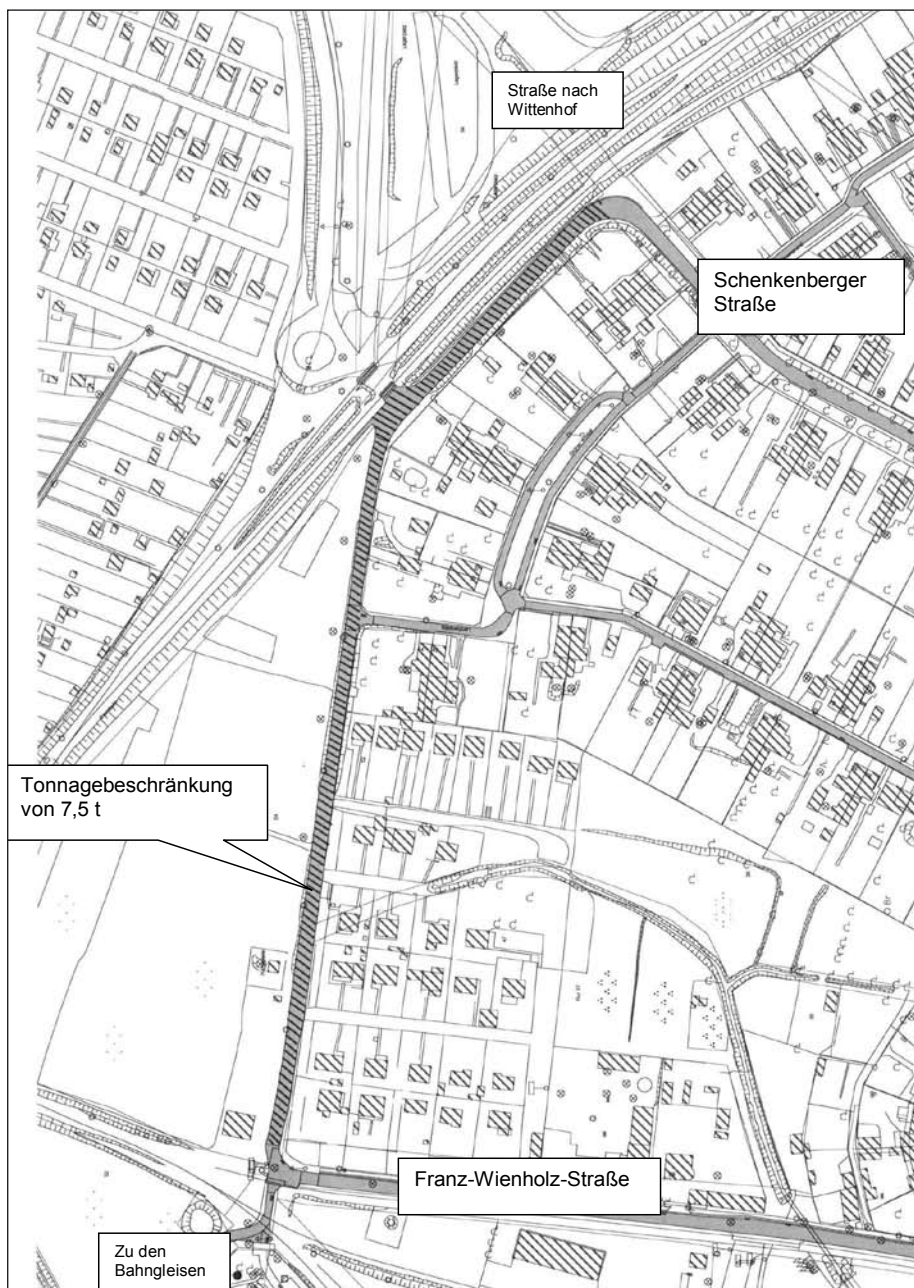 Straße nach
Wittenhof
Schenkenberger
Straße
Tonnagebeschränkung
von 7,5 t
Franz-Wienholz-Straße
Zu den
Bahngleisen